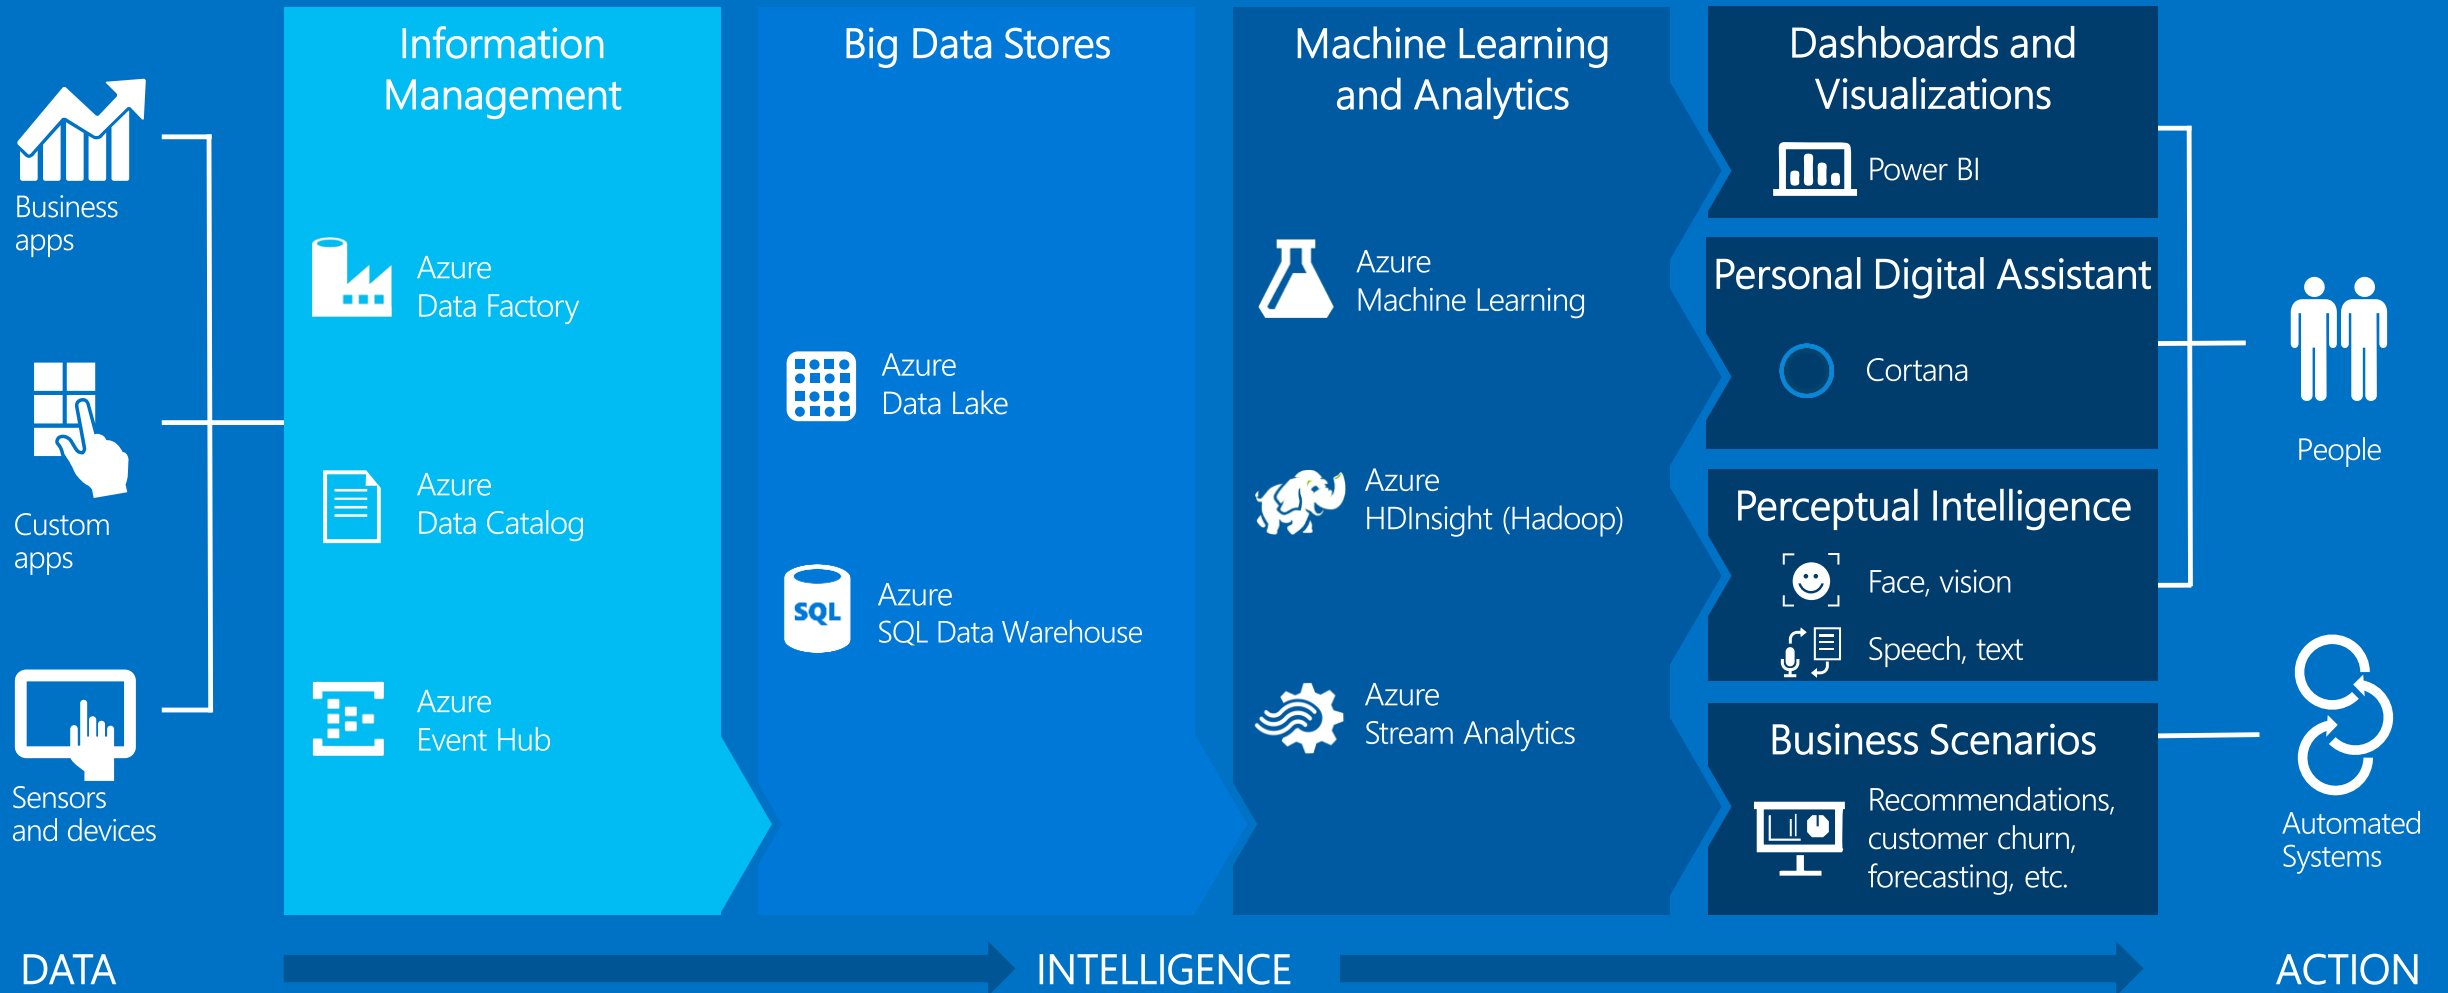 Business
apps
Custom
apps
Sensors
and devices
Information
Management
Azure
Data Factory
Azure
Data Catalog
Azure
Event Hub
Big Data Stores
Azure
Data Lake
SQL
Azure
SQL Data Warehouse
Machine Learning
and Analytics
Azure
Machine Learning
Azure
HDInsight (Hadoop)
Azure
Stream Analytics
Dashboards and
Visualizations
Power BI
Personal Digital Assistant
Cortana
Perceptual Intelligence
Face, vision
Speech, text
Business Scenarios
Recommendations,
customer churn,
forecasting, etc.
People
Automated
Systems
DATA
INTELLIGENCE
ACTION